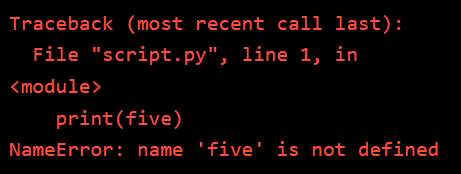 Traceback (most recent call last):
  File "script.py", line 1, in
<module>
    print(five)
NameError: name 'five' is not defined